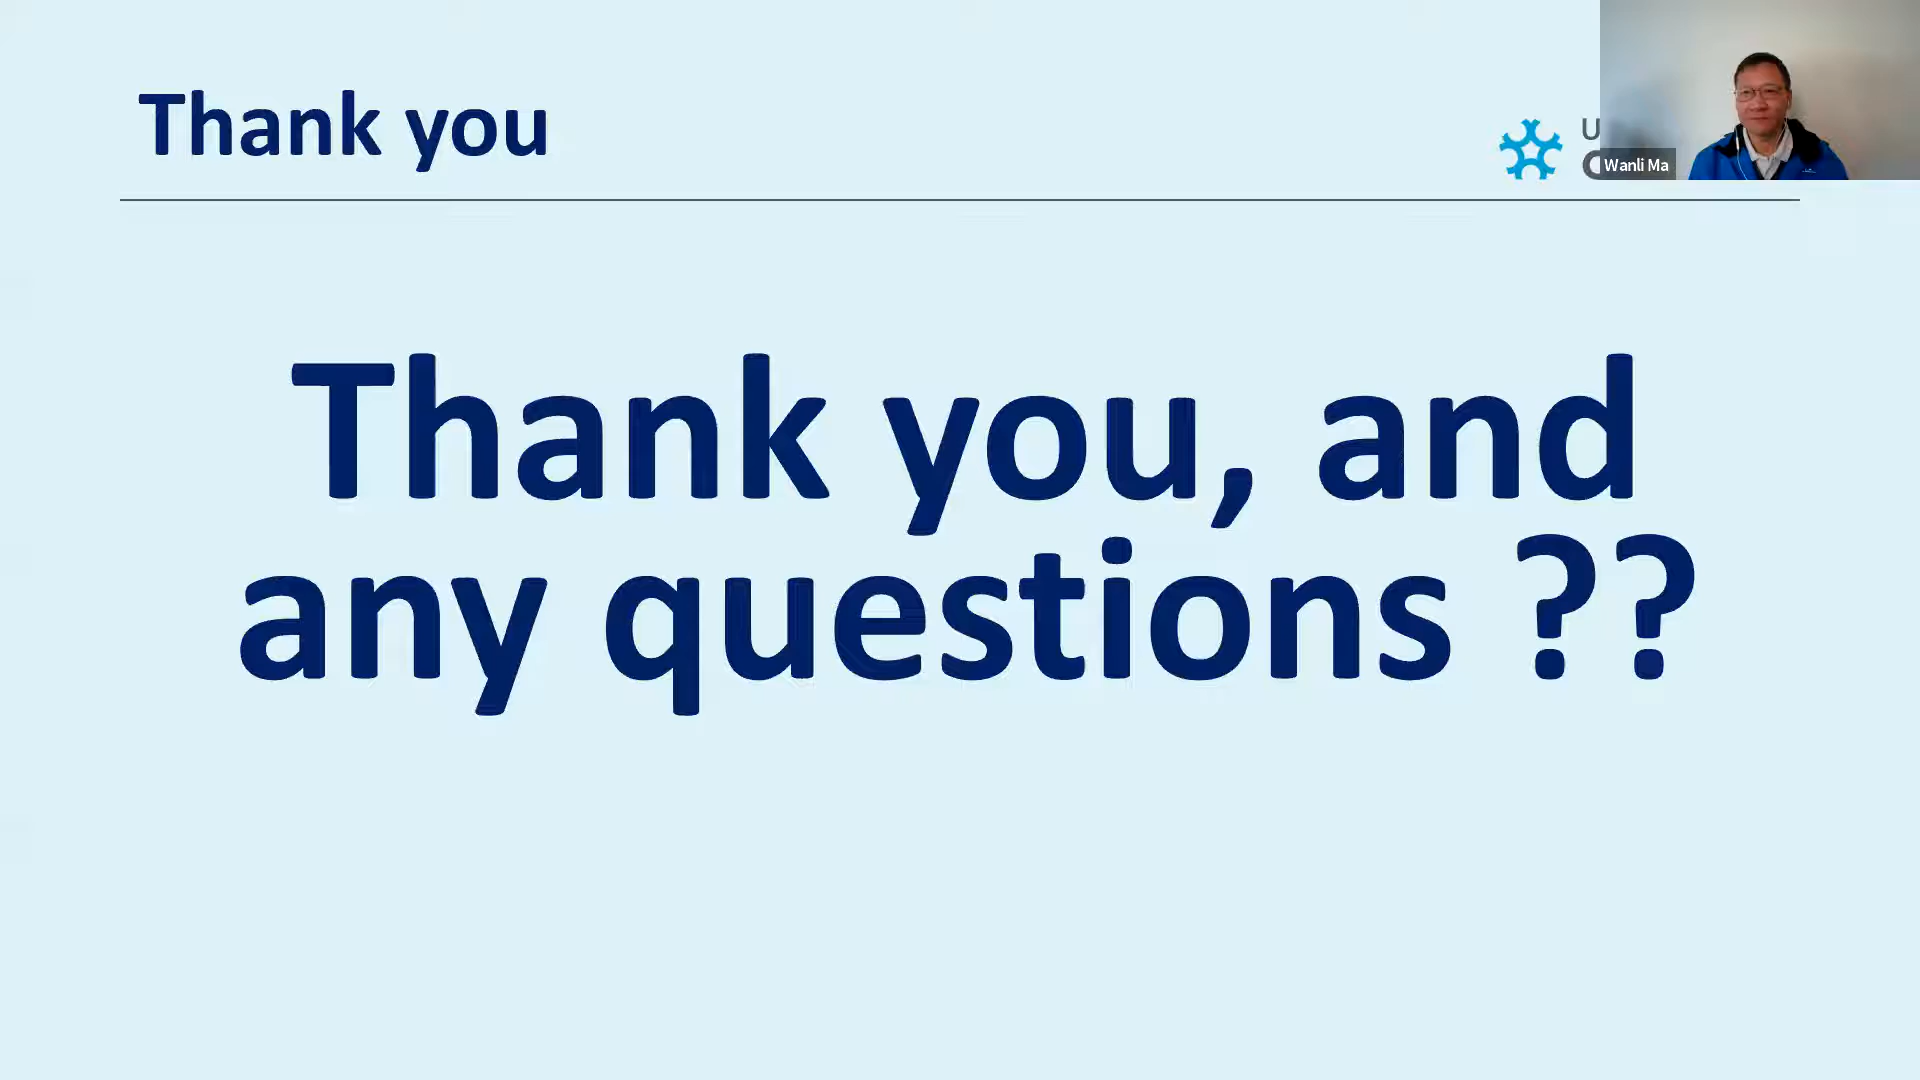 Thank you
U
Wanli Ma
Thank you, and
any questions ??